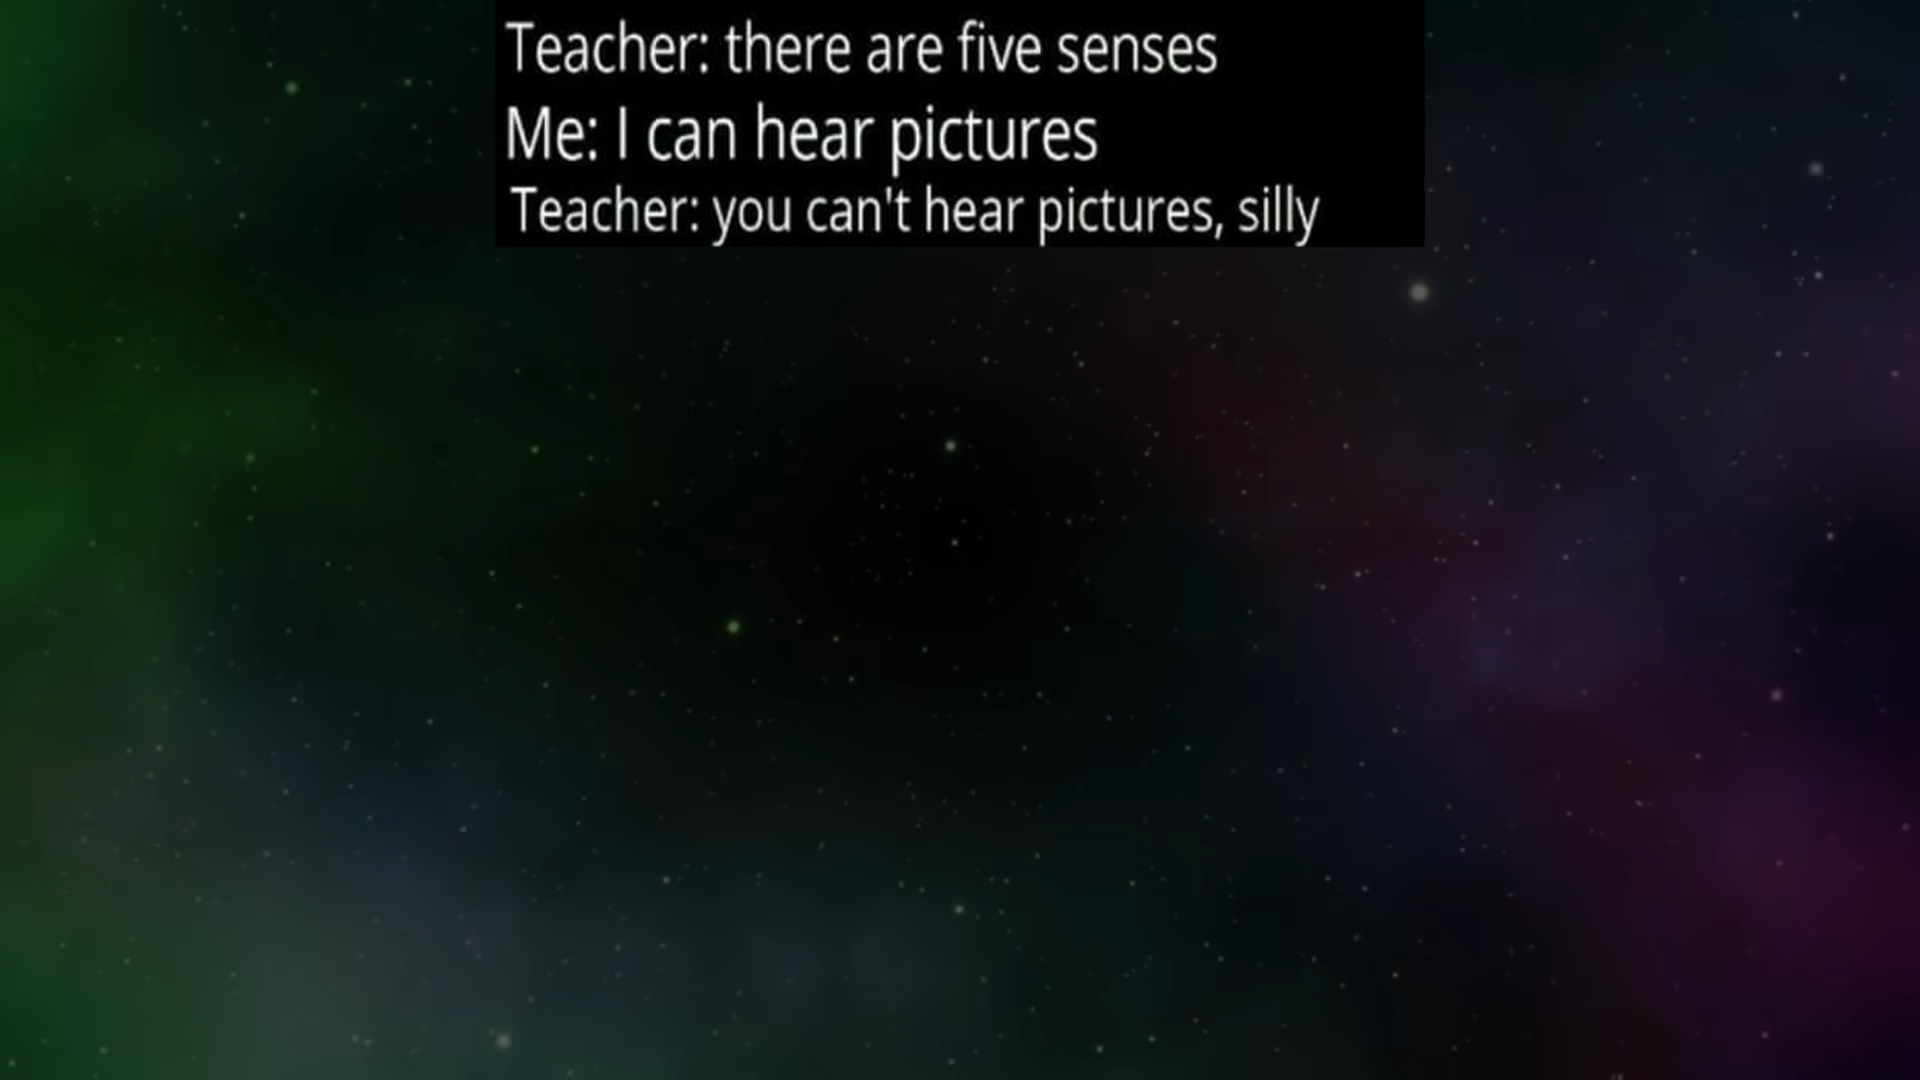 Teacher: there are five senses
Me: I can hear pictures
Teacher: you can't hear pictures, silly